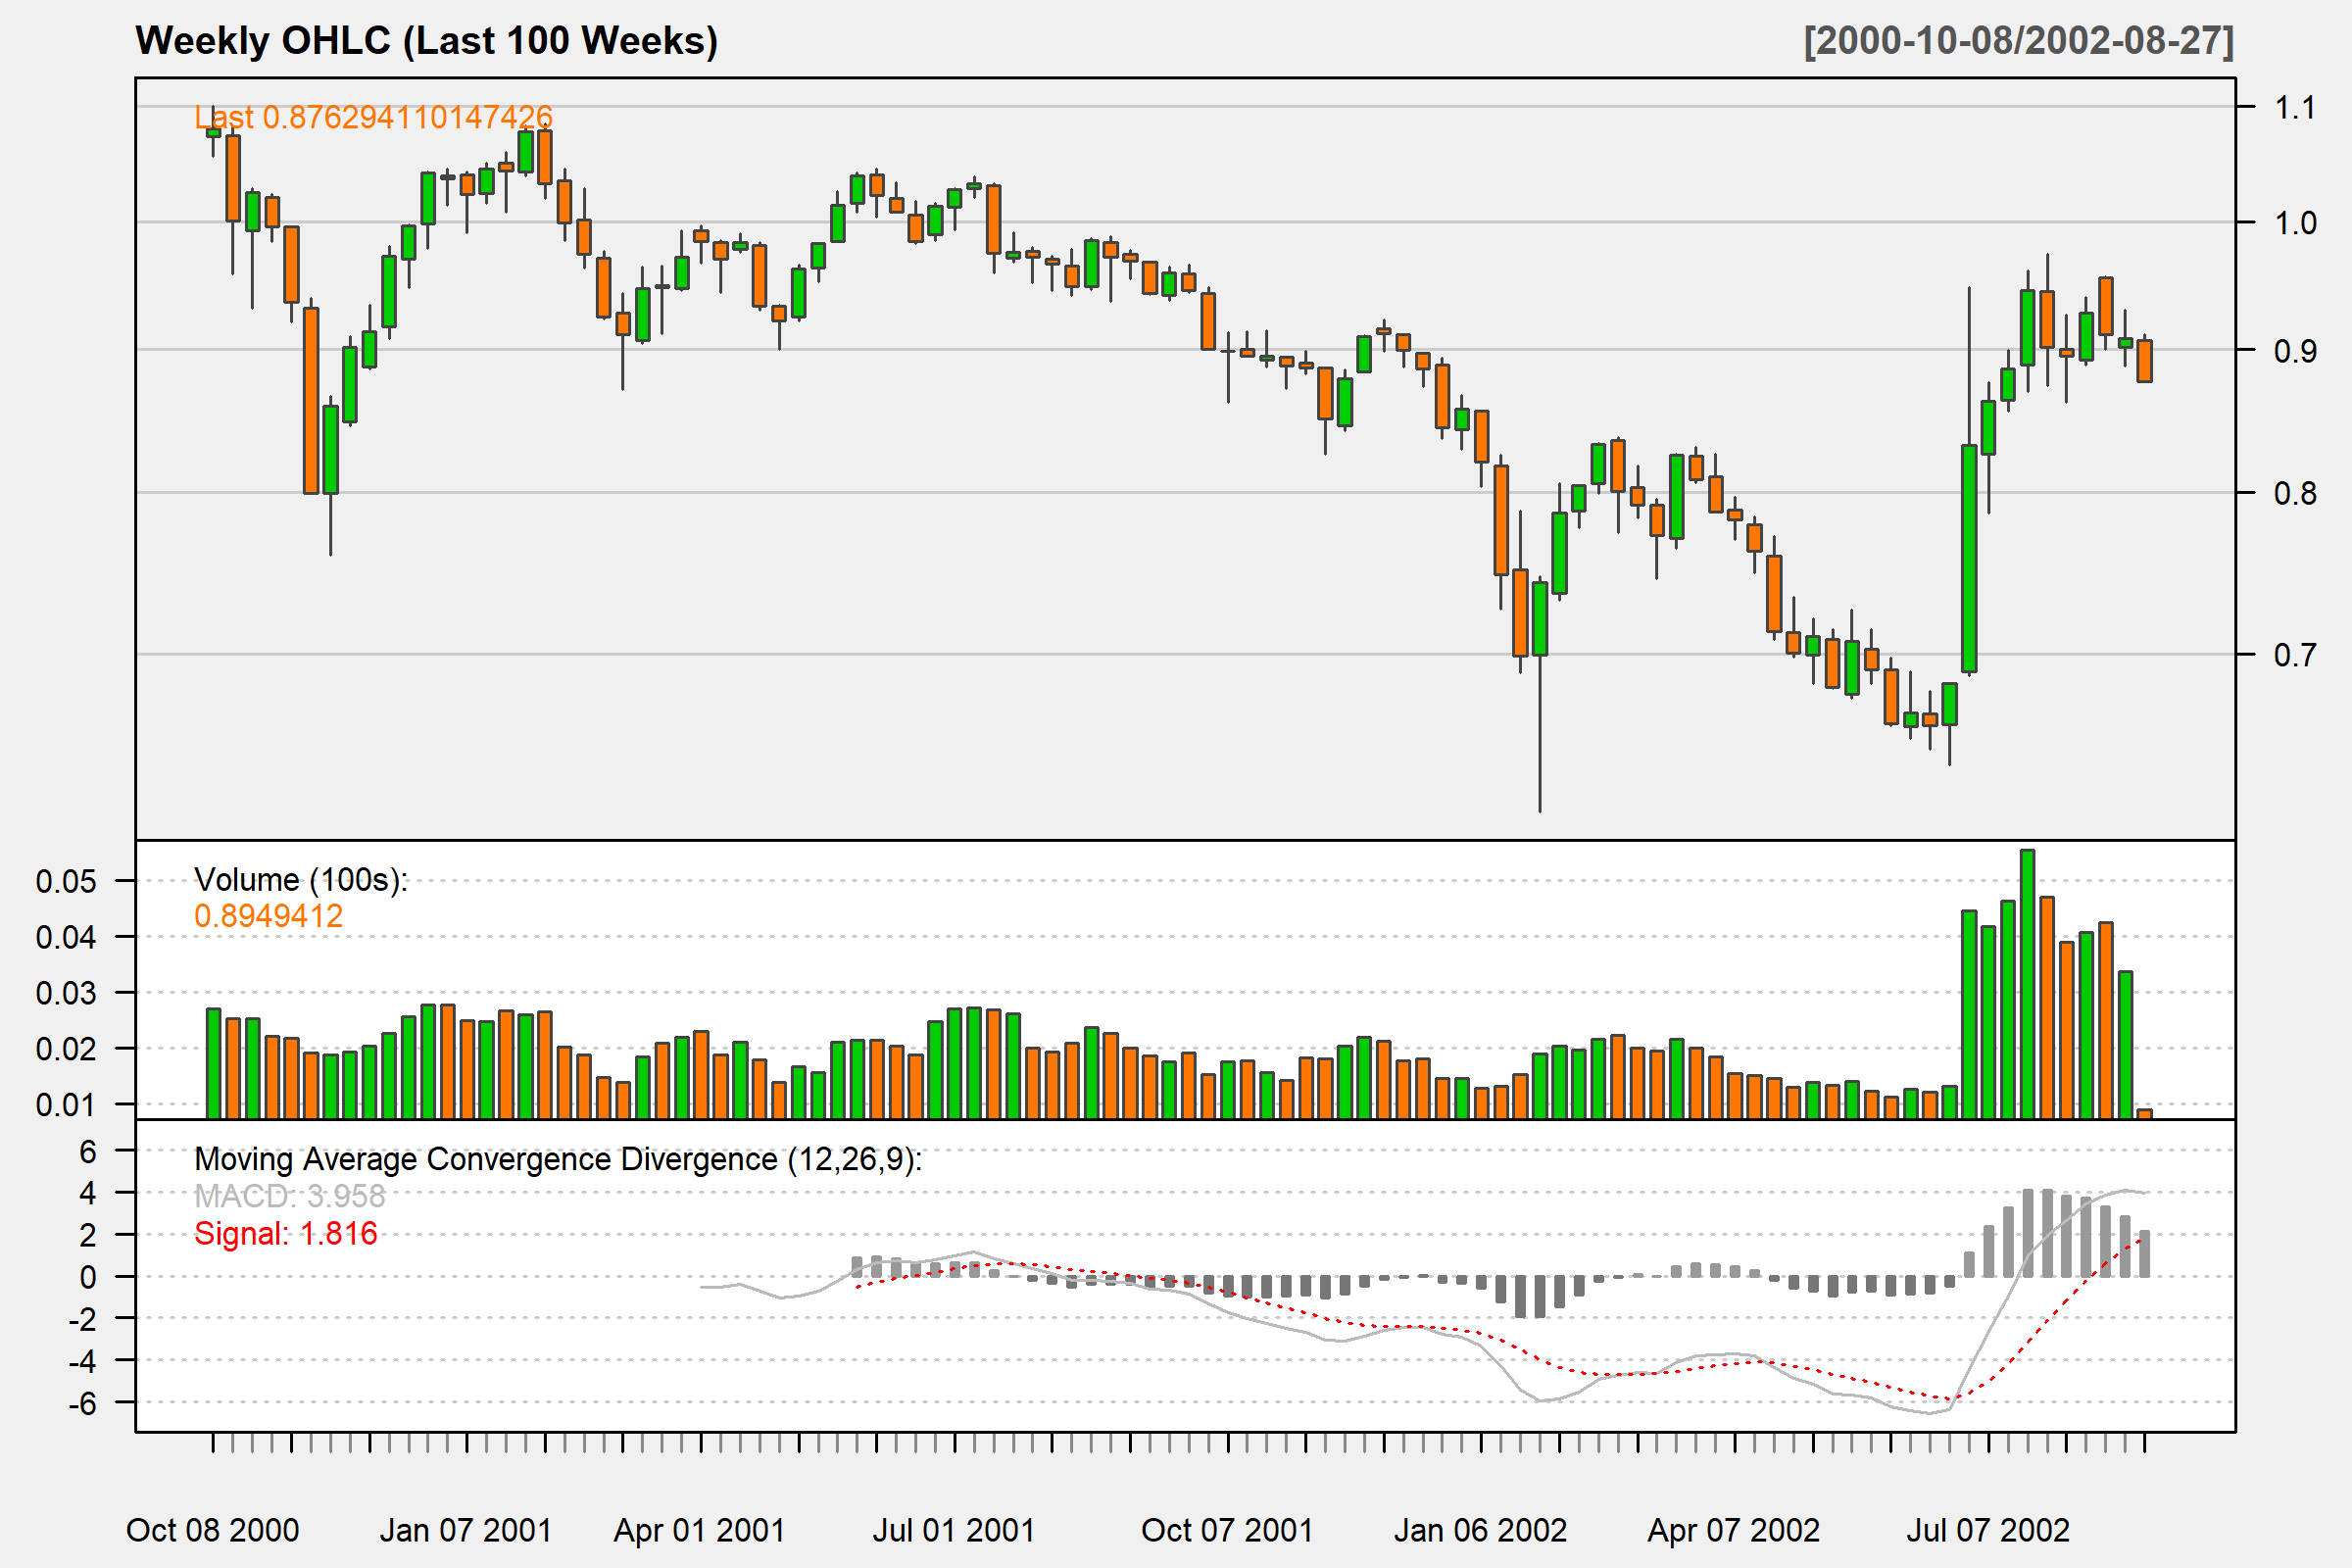 Weekly OHLC (Last 100 Weeks)
[2000-10-08/2002-08-27]
Last 0.876294110147426
1.1
1.0
0.9
0.8
0.7
Volume (100s):
0.8949412
0.05
0.04
0.03
0.02
0.01
Moving Average Convergence Divergence (12,26,9):
MACD: 3.958
Signal: 1.816
6
4
2
0
-2
-4
-6
Oct 08 2000 Jan 07 2001 Apr 01 2001 Jul 01 2001 Oct 07 2001 Jan 06 2002 Apr 07 2002 Jul 07 2002